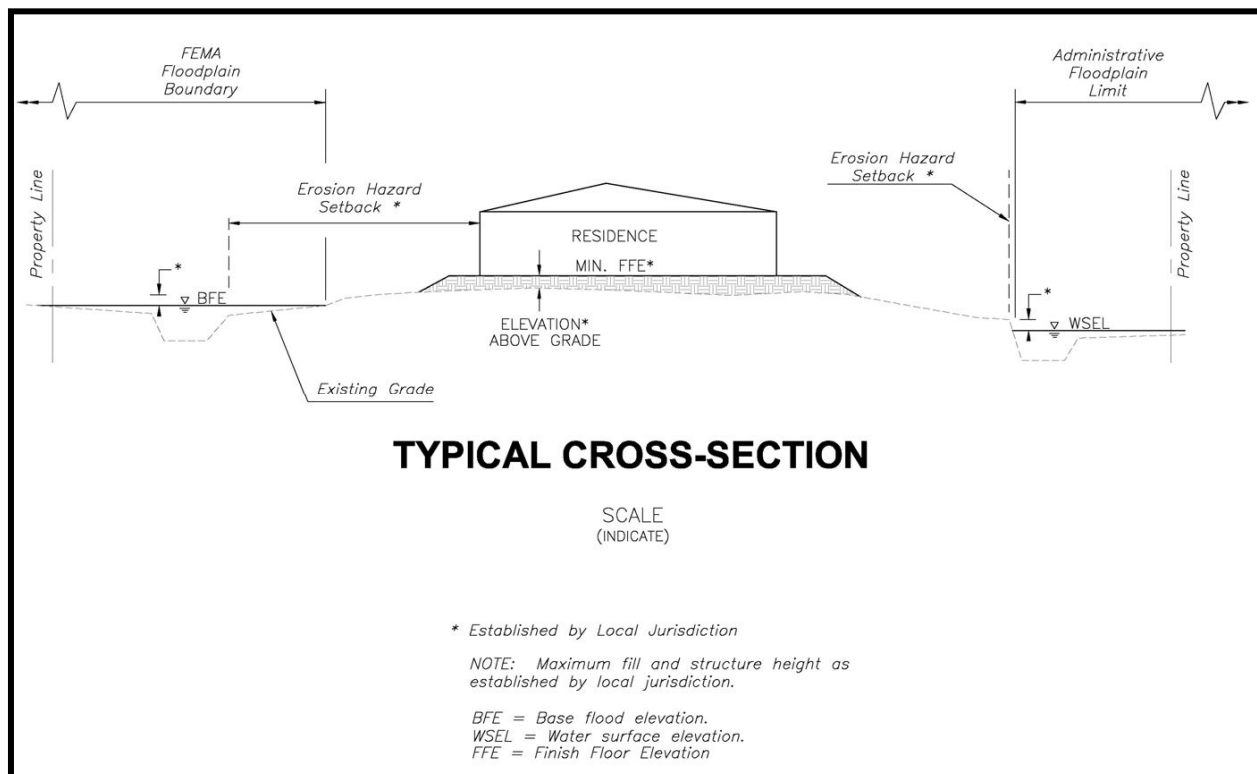 FEMA
Floodplain
Boundary
Administrative
Floodplain
Limit
Property Line
Erosion Hazard
Setback *
Erosion Hazard
Setback *
Property Line
RESIDENCE
MIN. FFE*
*
BFE
ELEVATION*
ABOVE GRADE
*
WSEL
Existing Grade
TYPICAL CROSS-SECTION
SCALE
(INDICATE)
* Established by Local Jurisdiction
NOTE: Maximum fill and structure height as
established by local jurisdiction.
BFE = Base flood elevation.
WSEL = Water surface elevation.
FFE = Finish Floor Elevation